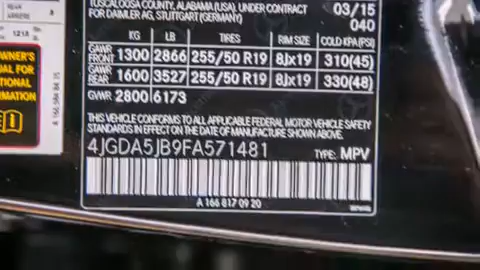 TUSCALOOSA COUNTY, ALABAMA (USA), UNDER CONTRACT
FOR DAIMLER AG, STUTTGART (GERMANY)
03/15
040
KG LB TIRES RIM SIZE COLD KPA (PSI)
GAWR FRONT 1300 2866 255/50 R19 8Jx19 310(45)
GAWR REAR 1600 3527 255/50 R19 8Jx19 330(48)
GVWR 2800 6173
THIS VEHICLE CONFORMS TO ALL APPLICABLE FEDERAL MOTOR VEHICLE SAFETY
STANDARDS IN EFFECT ON THE DATE OF MANUFACTURE SHOWN ABOVE.
4JGDA5JB9FA571481 TYPE: MPV
A 166 817 09 20
OWNER'S